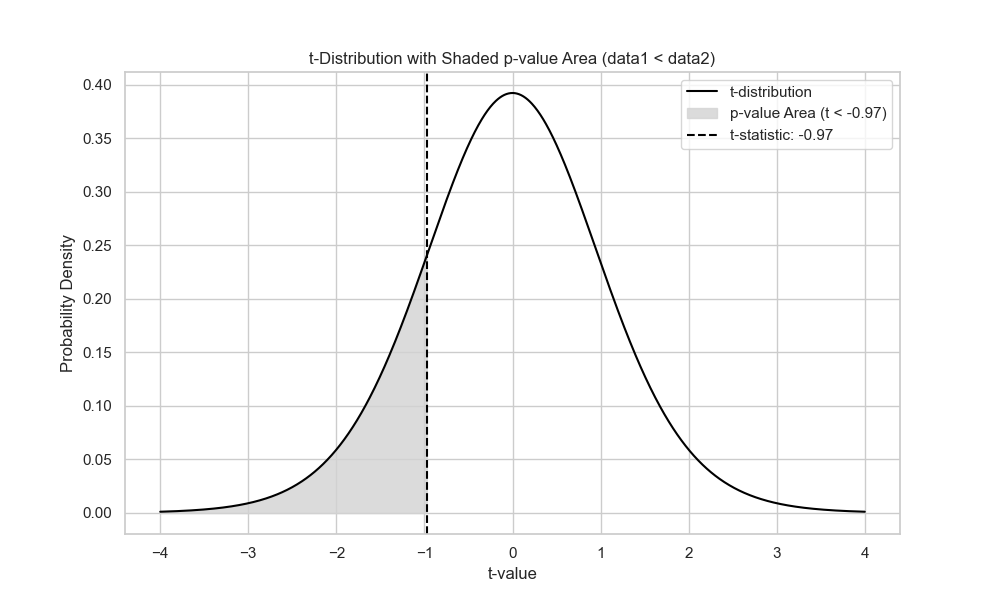 t-Distribution with Shaded p-value Area (data1 < data2)
t-distribution
p-value Area (t < -0.97)
t-statistic: -0.97
Probability Density
0.40
0.35
0.30
0.25
0.20
0.15
0.10
0.05
0.00
−4 −3 −2 −1 0 1 2 3 4
t-value